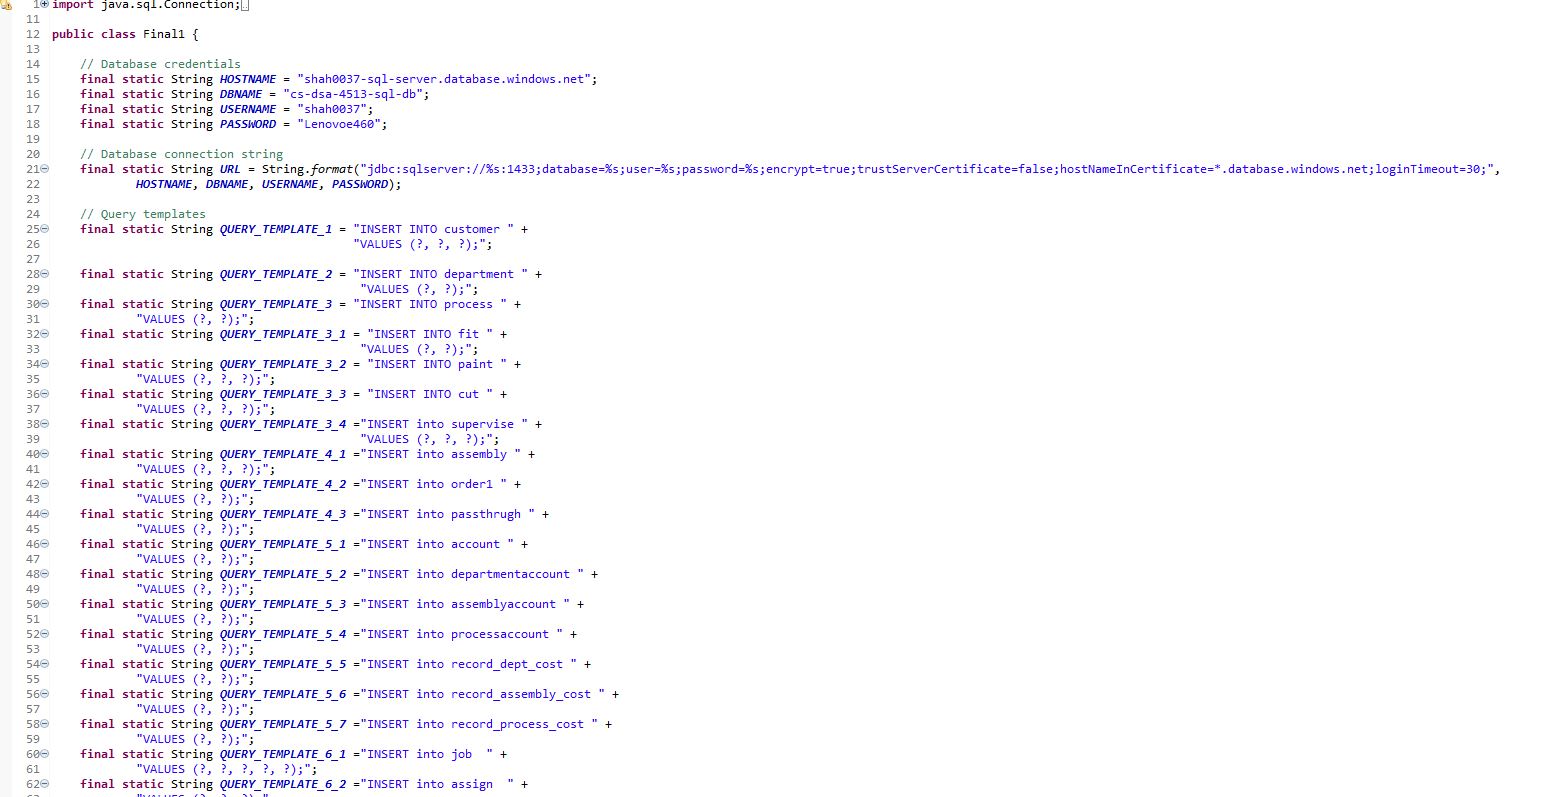 1 import java.sql.Connection;
11
12 public class Final1 {
13
14 // Database credentials
15 final static String HOSTNAME = "shah0037-sql-server.database.windows.net";
16 final static String DBNAME = "cs-dsa-4513-sql-db";
17 final static String USERNAME = "shah0037";
18 final static String PASSWORD = "Lenovoe460";
19
20 // Database connection string
21 final static String URL = String.format("jdbc:sqlserver://%s:1433;database=%s;user=%s;password=%s;encrypt=true;trustServerCertificate=false;hostNameInCertificate=*.database.windows.net;loginTimeout=30;",
22 HOSTNAME, DBNAME, USERNAME, PASSWORD);
23
24 // Query templates
25 final static String QUERY_TEMPLATE_1 = "INSERT INTO customer " +
26 "VALUES (?, ?, ?);";
27
28 final static String QUERY_TEMPLATE_2 = "INSERT INTO department " +
29 "VALUES (?, ?);";
30 final static String QUERY_TEMPLATE_3 = "INSERT INTO process " +
31 "VALUES (?, ?);";
32 final static String QUERY_TEMPLATE_3_1 = "INSERT INTO fit " +
33 "VALUES (?, ?);";
34 final static String QUERY_TEMPLATE_3_2 = "INSERT INTO paint " +
35 "VALUES (?, ?, ?);";
36 final static String QUERY_TEMPLATE_3_3 = "INSERT INTO cut " +
37 "VALUES (?, ?, ?);";
38 final static String QUERY_TEMPLATE_3_4 ="INSERT into supervise " +
39 "VALUES (?, ?, ?);";
40 final static String QUERY_TEMPLATE_4_1 ="INSERT into assembly " +
41 "VALUES (?, ?, ?);";
42 final static String QUERY_TEMPLATE_4_2 ="INSERT into order1 " +
43 "VALUES (?, ?);";
44 final static String QUERY_TEMPLATE_4_3 ="INSERT into passthrugh " +
45 "VALUES (?, ?);";
46 final static String QUERY_TEMPLATE_5_1 ="INSERT into account " +
47 "VALUES (?, ?);";
48 final static String QUERY_TEMPLATE_5_2 ="INSERT into departmentaccount " +
49 "VALUES (?, ?);";
50 final static String QUERY_TEMPLATE_5_3 ="INSERT into assemblyaccount " +
51 "VALUES (?, ?);";
52 final static String QUERY_TEMPLATE_5_4 ="INSERT into processaccount " +
53 "VALUES (?, ?);";
54 final static String QUERY_TEMPLATE_5_5 ="INSERT into record_dept_cost " +
55 "VALUES (?, ?);";
56 final static String QUERY_TEMPLATE_5_6 ="INSERT into record_assembly_cost " +
57 "VALUES (?, ?);";
58 final static String QUERY_TEMPLATE_5_7 ="INSERT into record_process_cost " +
59 "VALUES (?, ?);";
60 final static String QUERY_TEMPLATE_6_1 ="INSERT into job  " +
61 "VALUES (?, ?, ?, ?, ?);";
62 final static String QUERY_TEMPLATE_6_2 ="INSERT into assign  " +